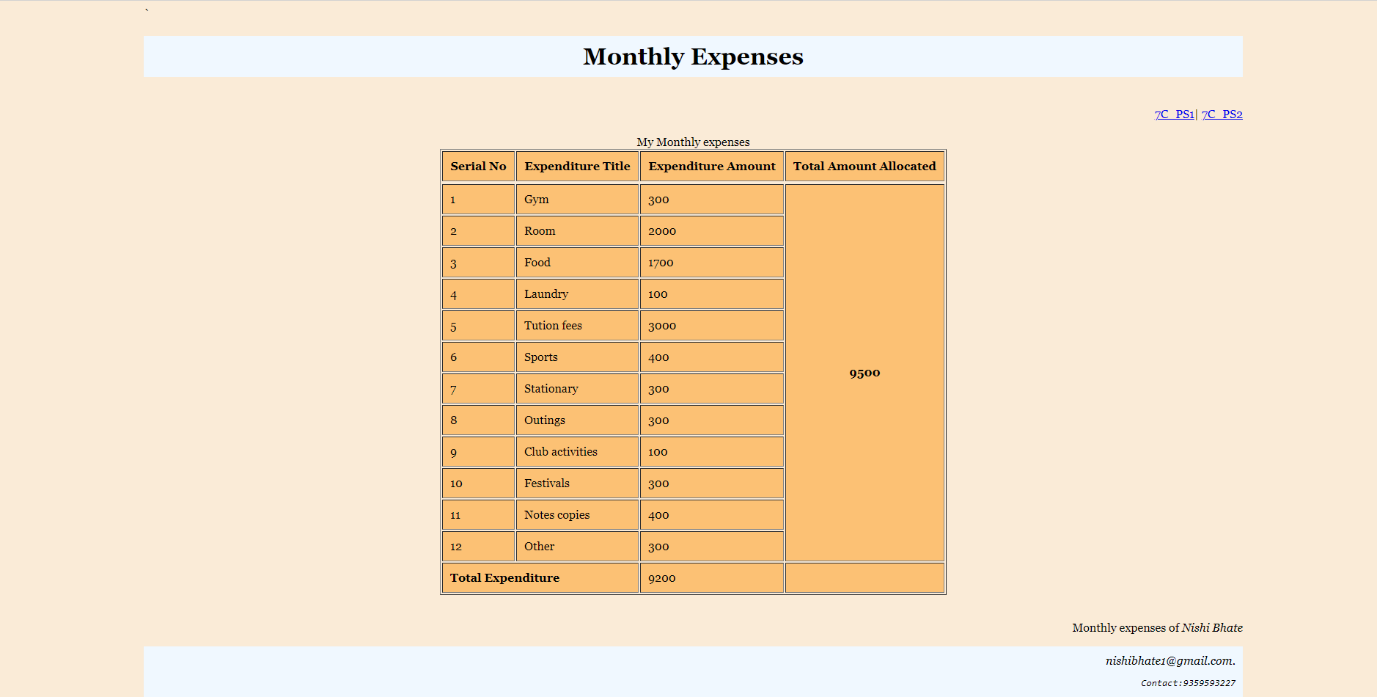 `
Monthly Expenses
7C_PS1| 7C_PS2
My Monthly expenses
Serial No Expenditure Title Expenditure Amount Total Amount Allocated
1 Gym 300
2 Room 2000
3 Food 1700
4 Laundry 100
5 Tution fees 3000
6 Sports 400
9500
7 Stationary 300
8 Outings 300
9 Club activities 100
10 Festivals 300
11 Notes copies 400
12 Other 300
Total Expenditure 9200
Monthly expenses of Nishi Bhate
nishibhate1@gmail.com.
Contact:9359593227